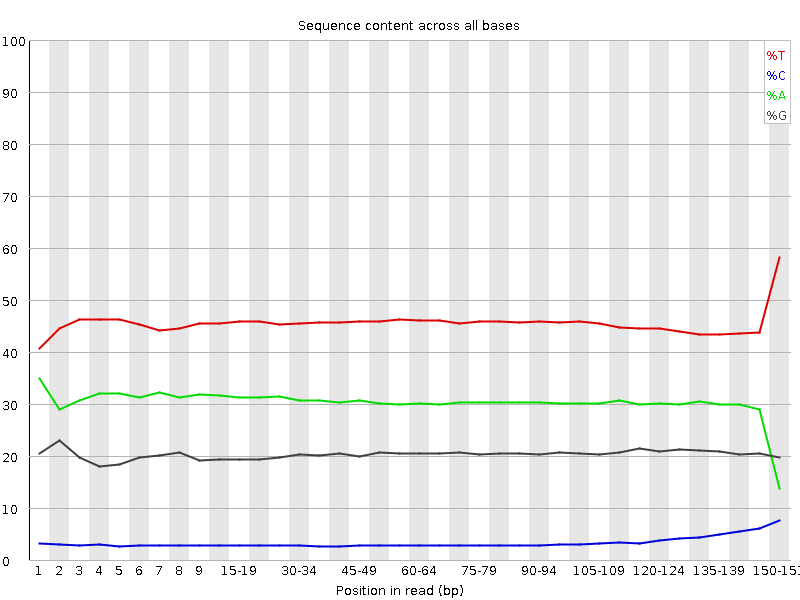 Sequence content across all bases
100
90
80
70
60
50
40
30
20
10
0
%T
%C
%A
%G
1 2 3 4 5 6 7 8 9 15-19 30-34 45-49 60-64 75-79 90-94 105-109 120-124 135-139 150-151
Position in read (bp)